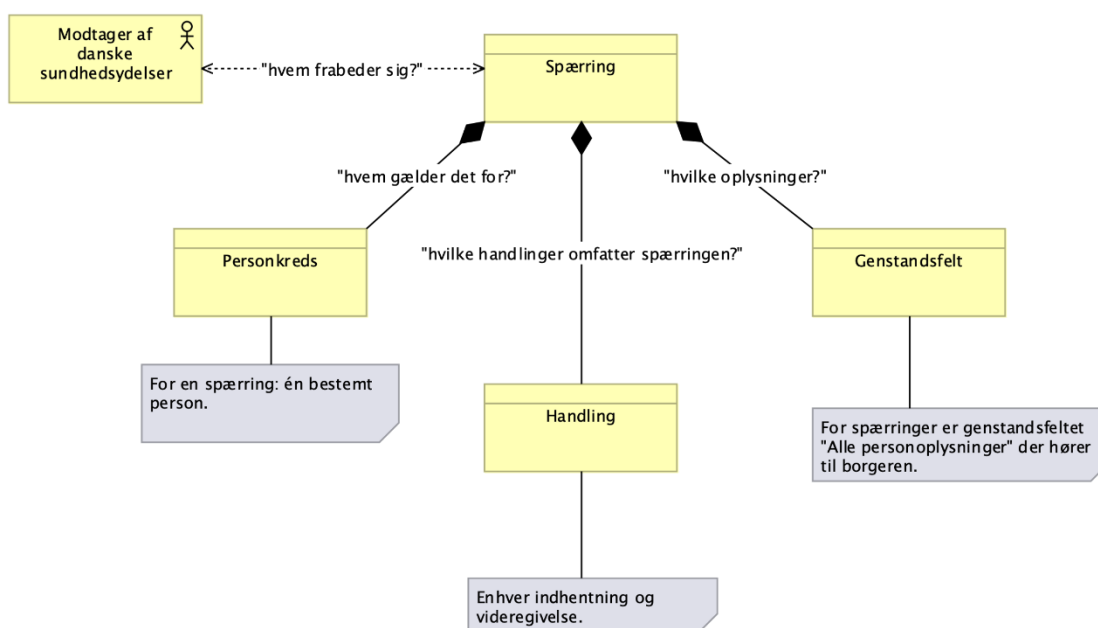 Modtager af
danske
sundhedsydelser
"hvem frabeder sig?"
Spærring
"hvem gælder det for?"
"hvilke oplysninger?"
"hvilke handlinger omfatter spærringen?"
Personkreds
Genstandsfelt
For en spærring: én bestemt
person.
Handling
For spærringer er genstandsfeltet
"Alle personoplysninger" der hører
til borgeren.
Enhver indhentning og
videregivelse.